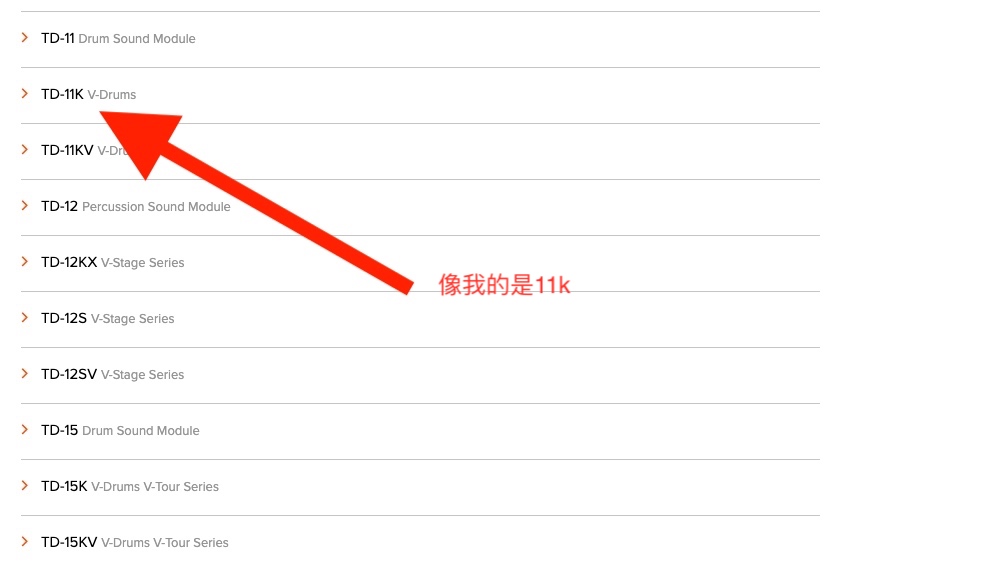 TD-11 Drum Sound Module
TD-11K V-Drums
TD-11KV V-Dru
TD-12 Percussion Sound Module
TD-12KX V-Stage Series
像我的是11k
TD-12S V-Stage Series
TD-12SV V-Stage Series
TD-15 Drum Sound Module
TD-15K V-Drums V-Tour Series
TD-15KV V-Drums V-Tour Series